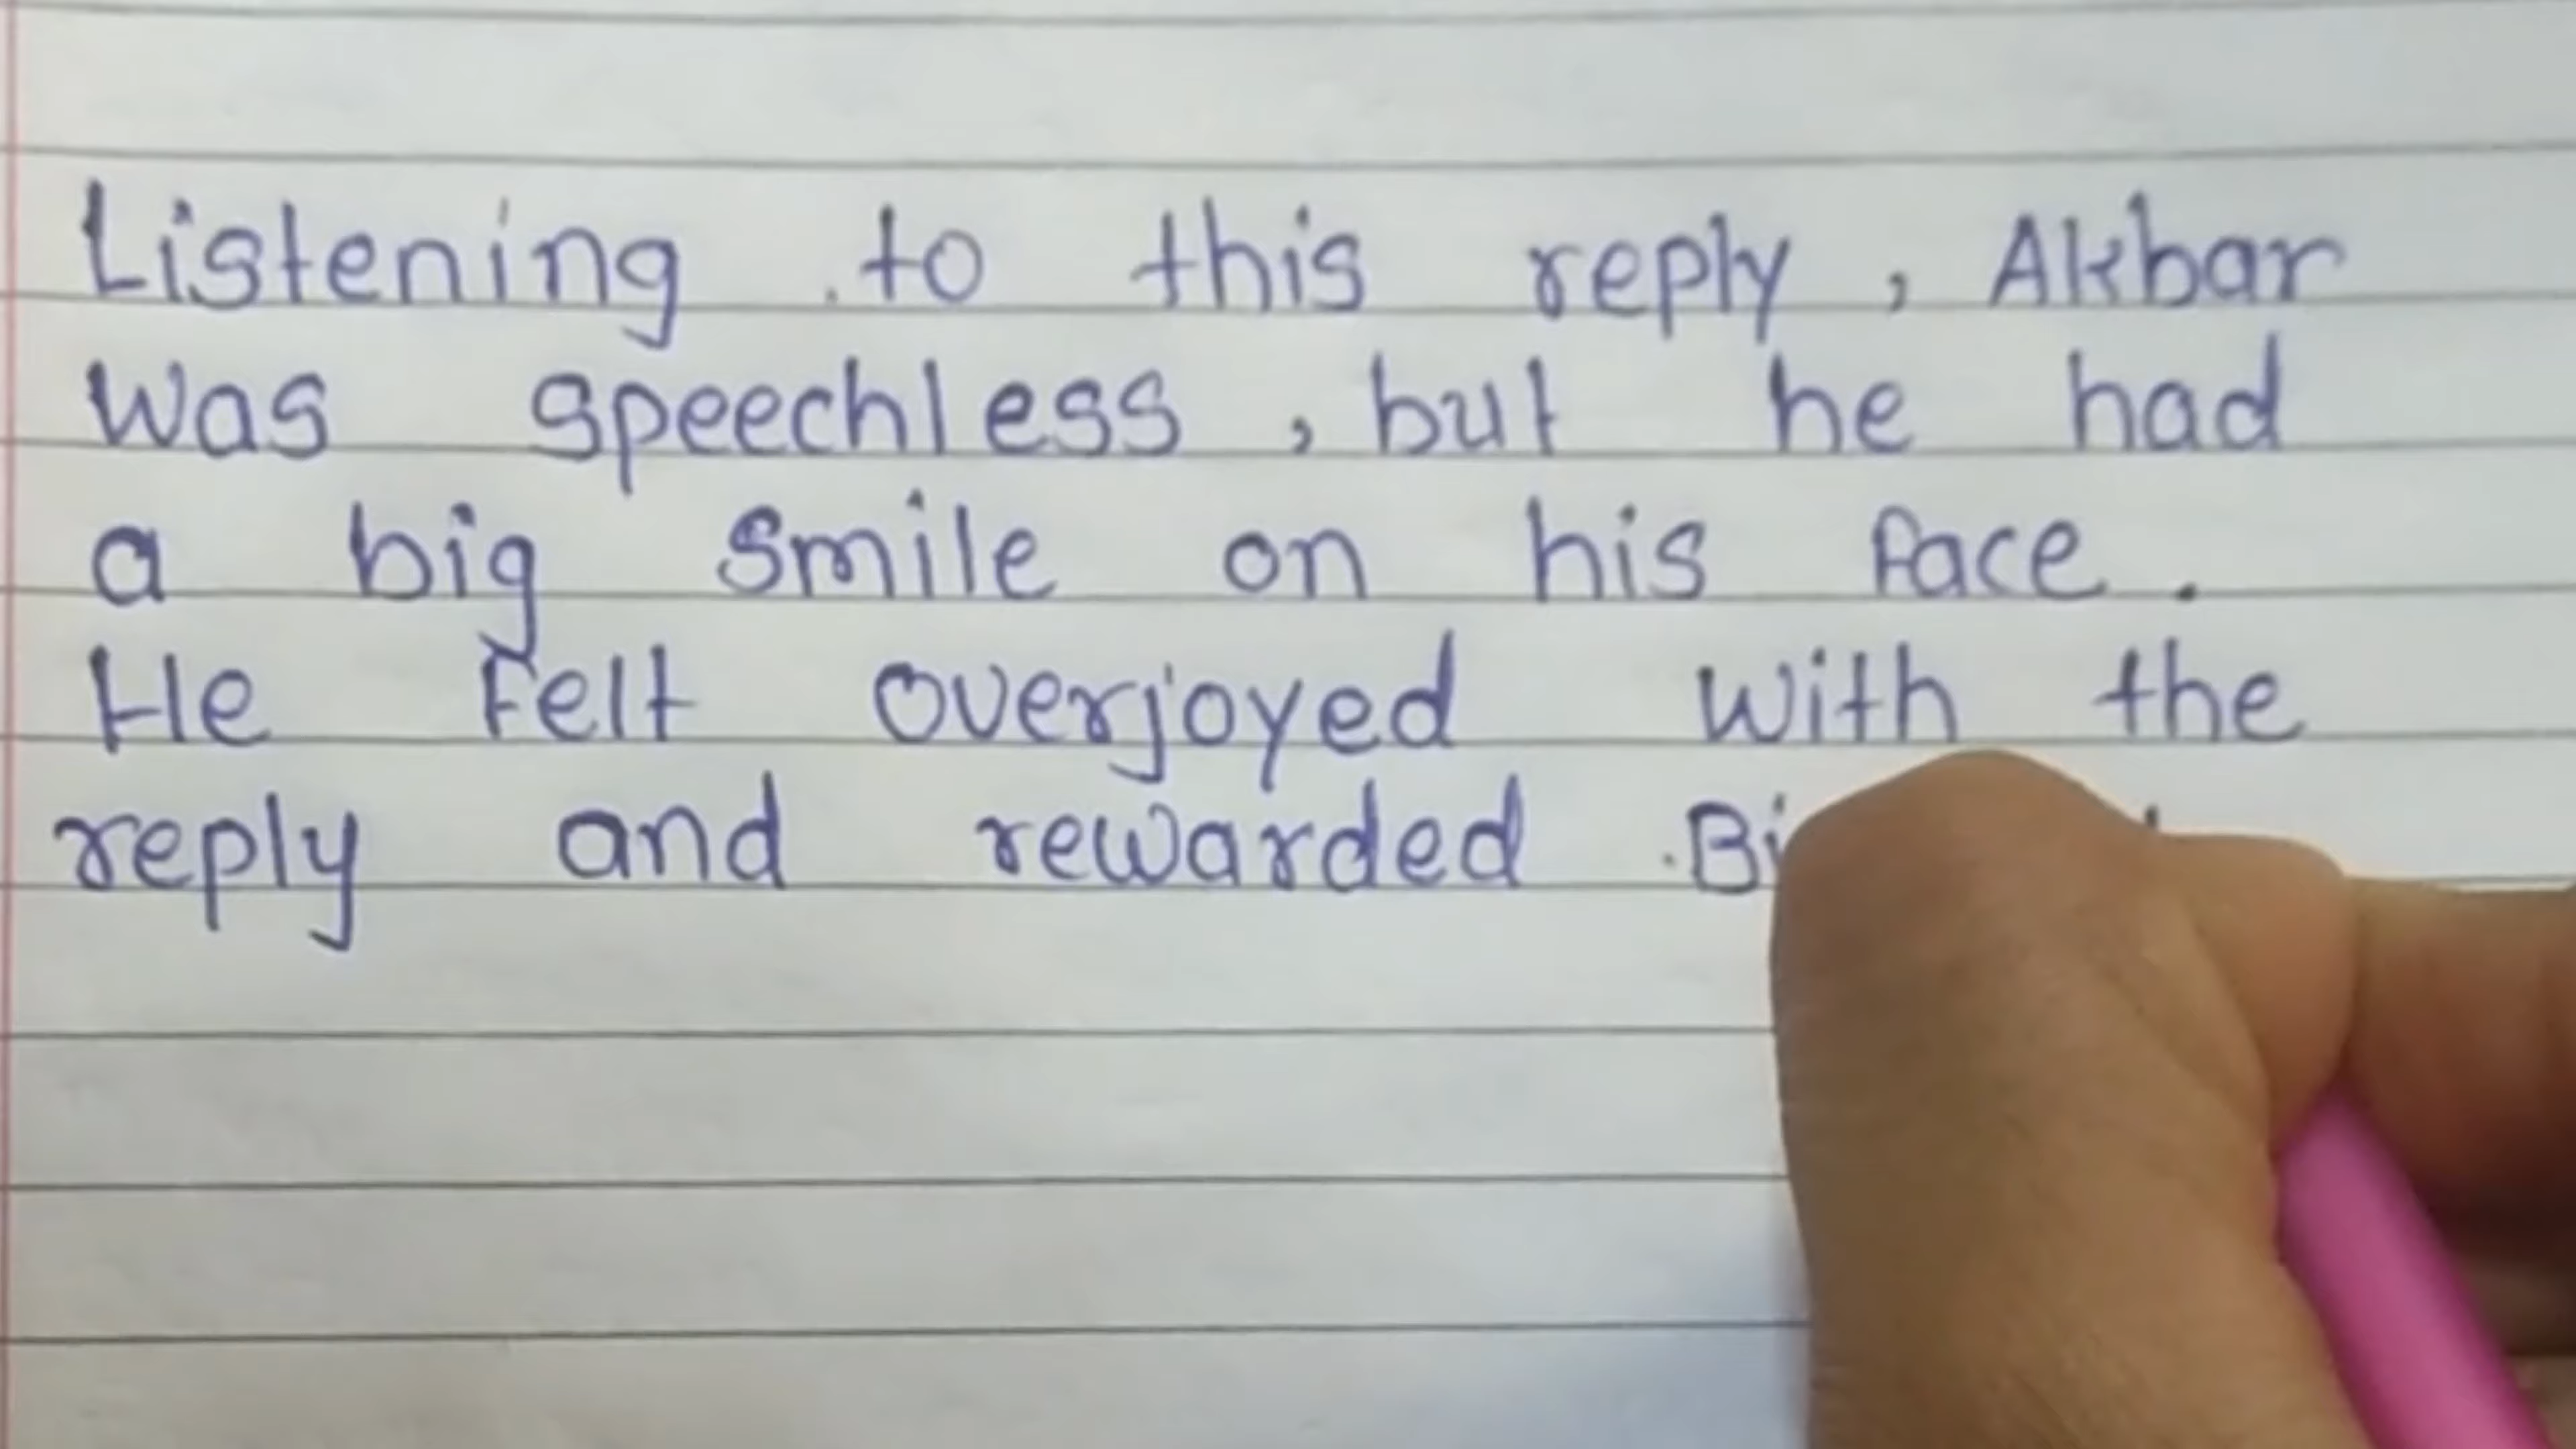 Listening to this reply, Akbar
was speechless, but he had
a big smile on his face.
He felt overjoyed with the
reply and rewarded